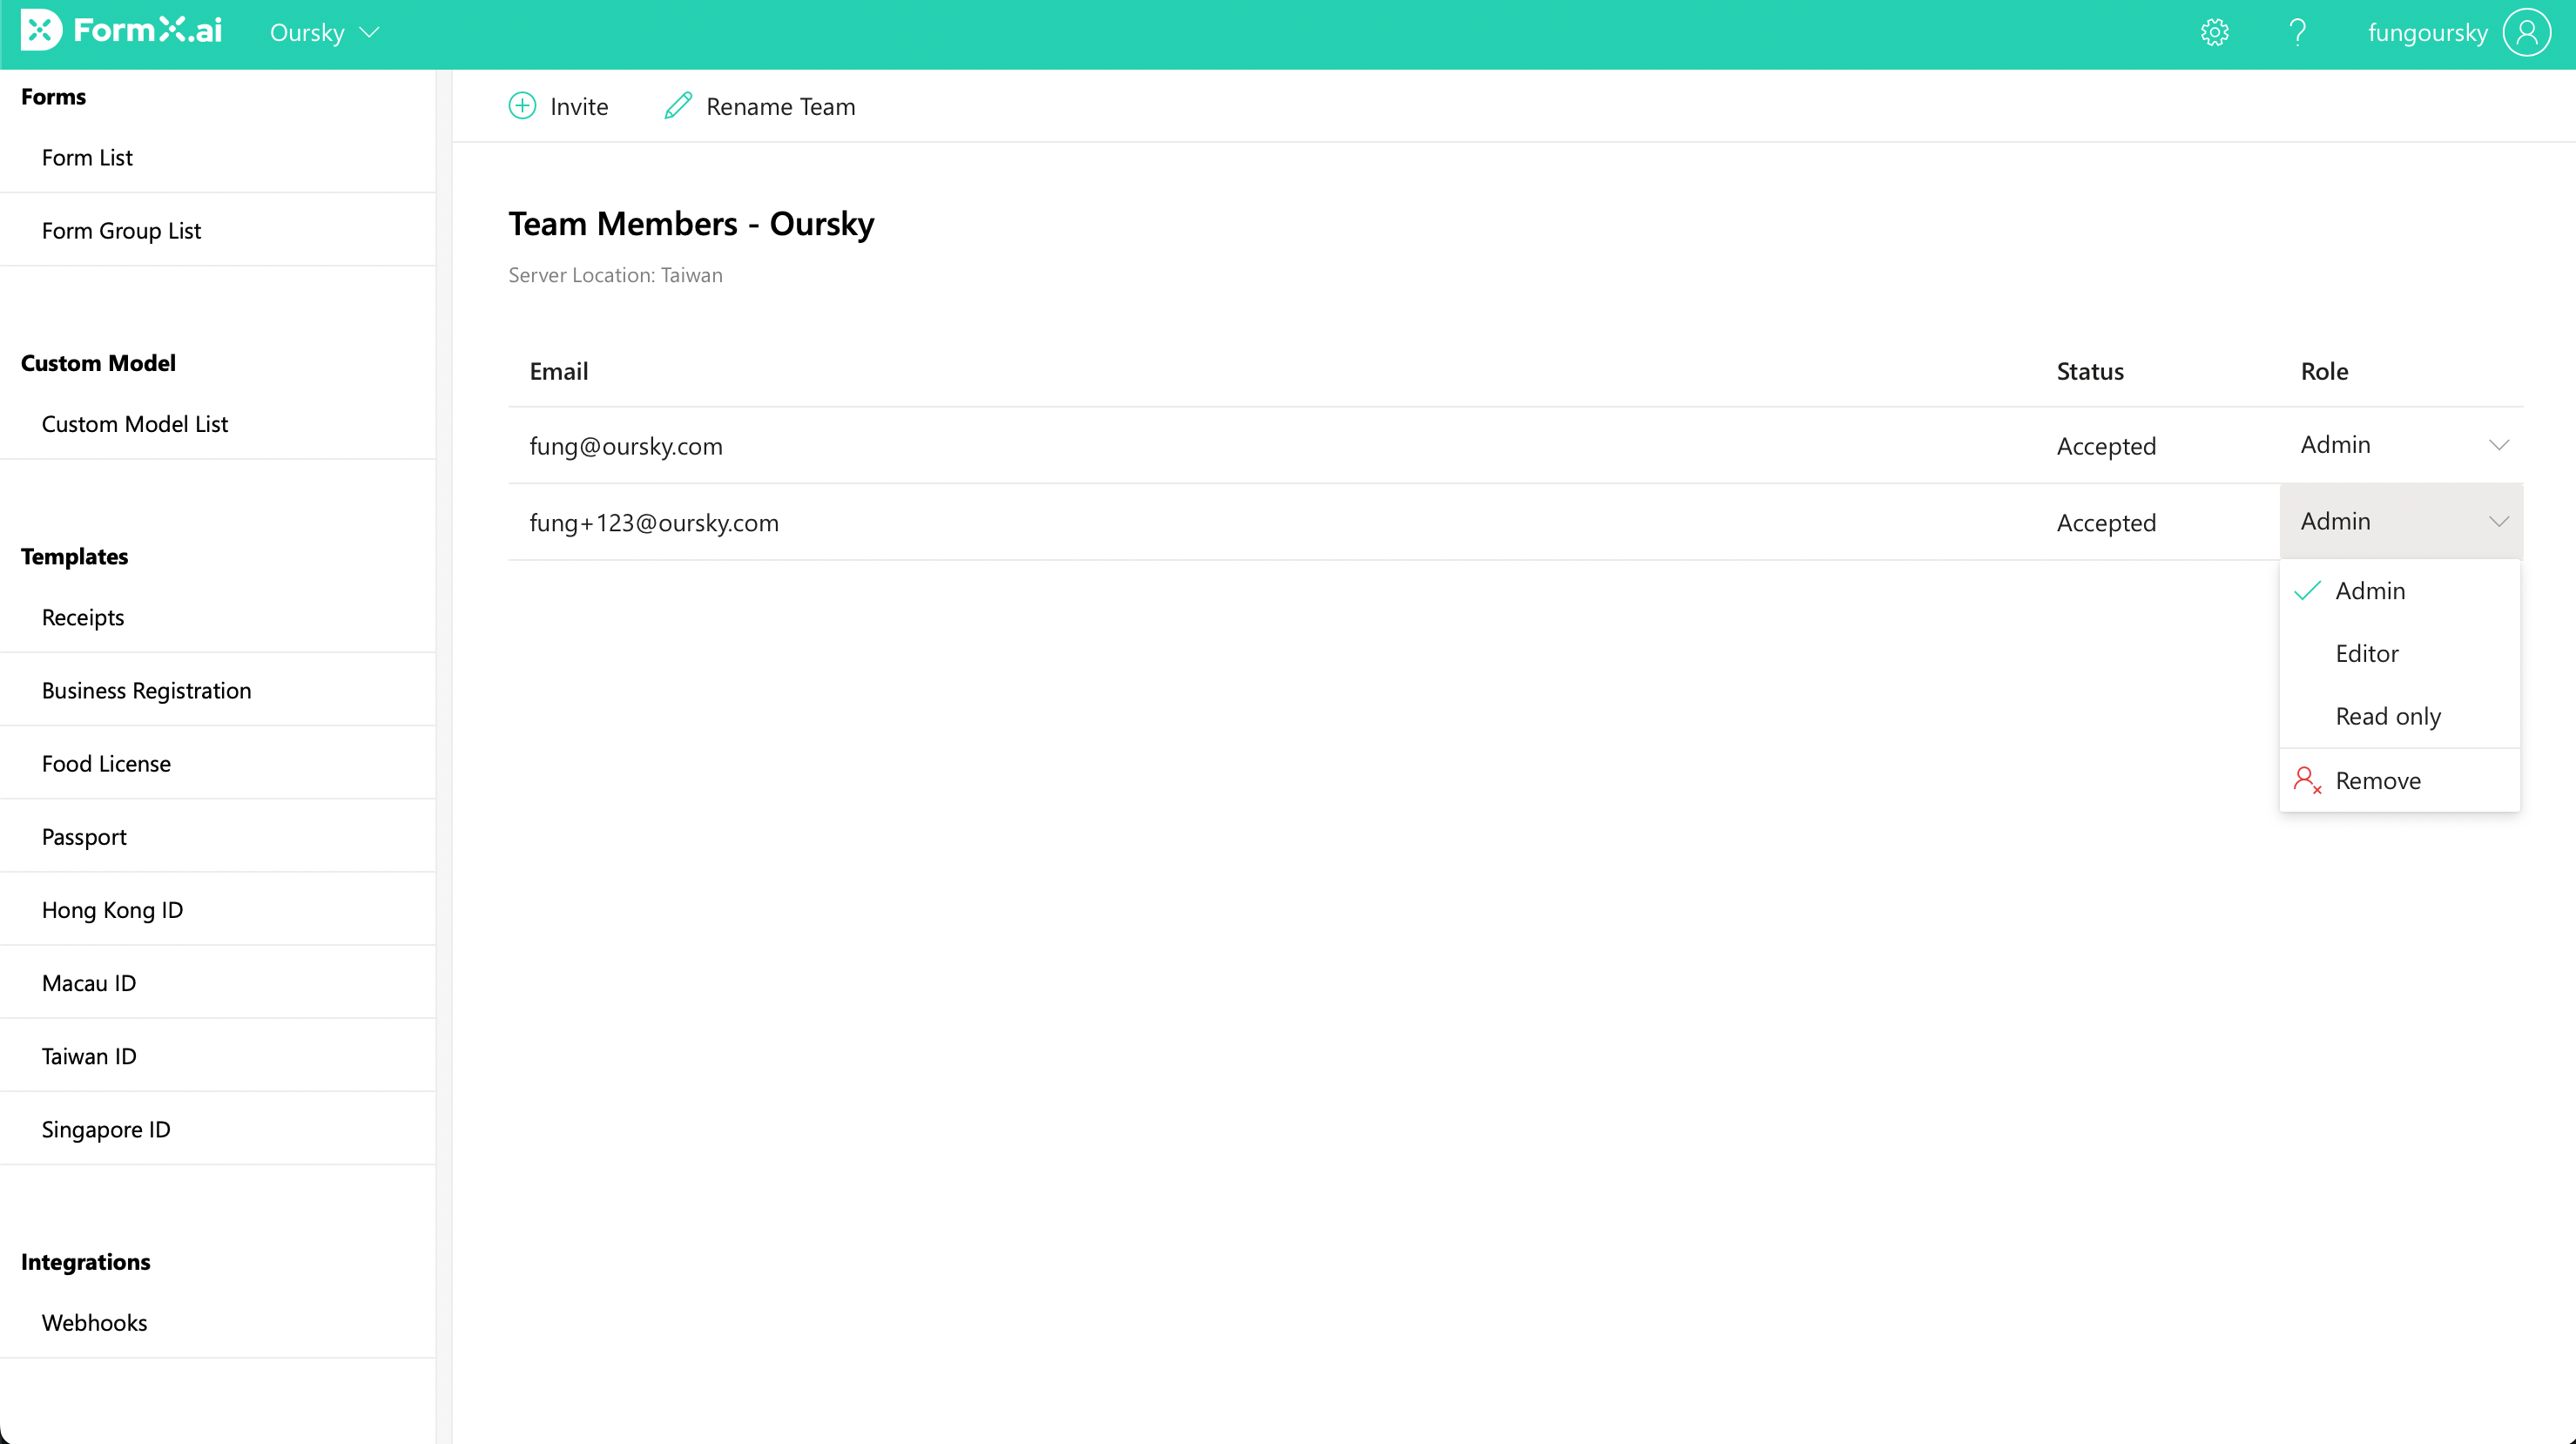 FormX.ai
Oursky
?
fungoursky
Forms
Form List
Form Group List
Custom Model
Custom Model List
Templates
Receipts
Business Registration
Food License
Passport
Hong Kong ID
Macau ID
Taiwan ID
Singapore ID
Integrations
Webhooks
Invite
Rename Team
Team Members - Oursky
Server Location: Taiwan
Email Status Role
fung@oursky.com Accepted Admin
fung+123@oursky.com Accepted Admin
Admin
Editor
Read only
Remove